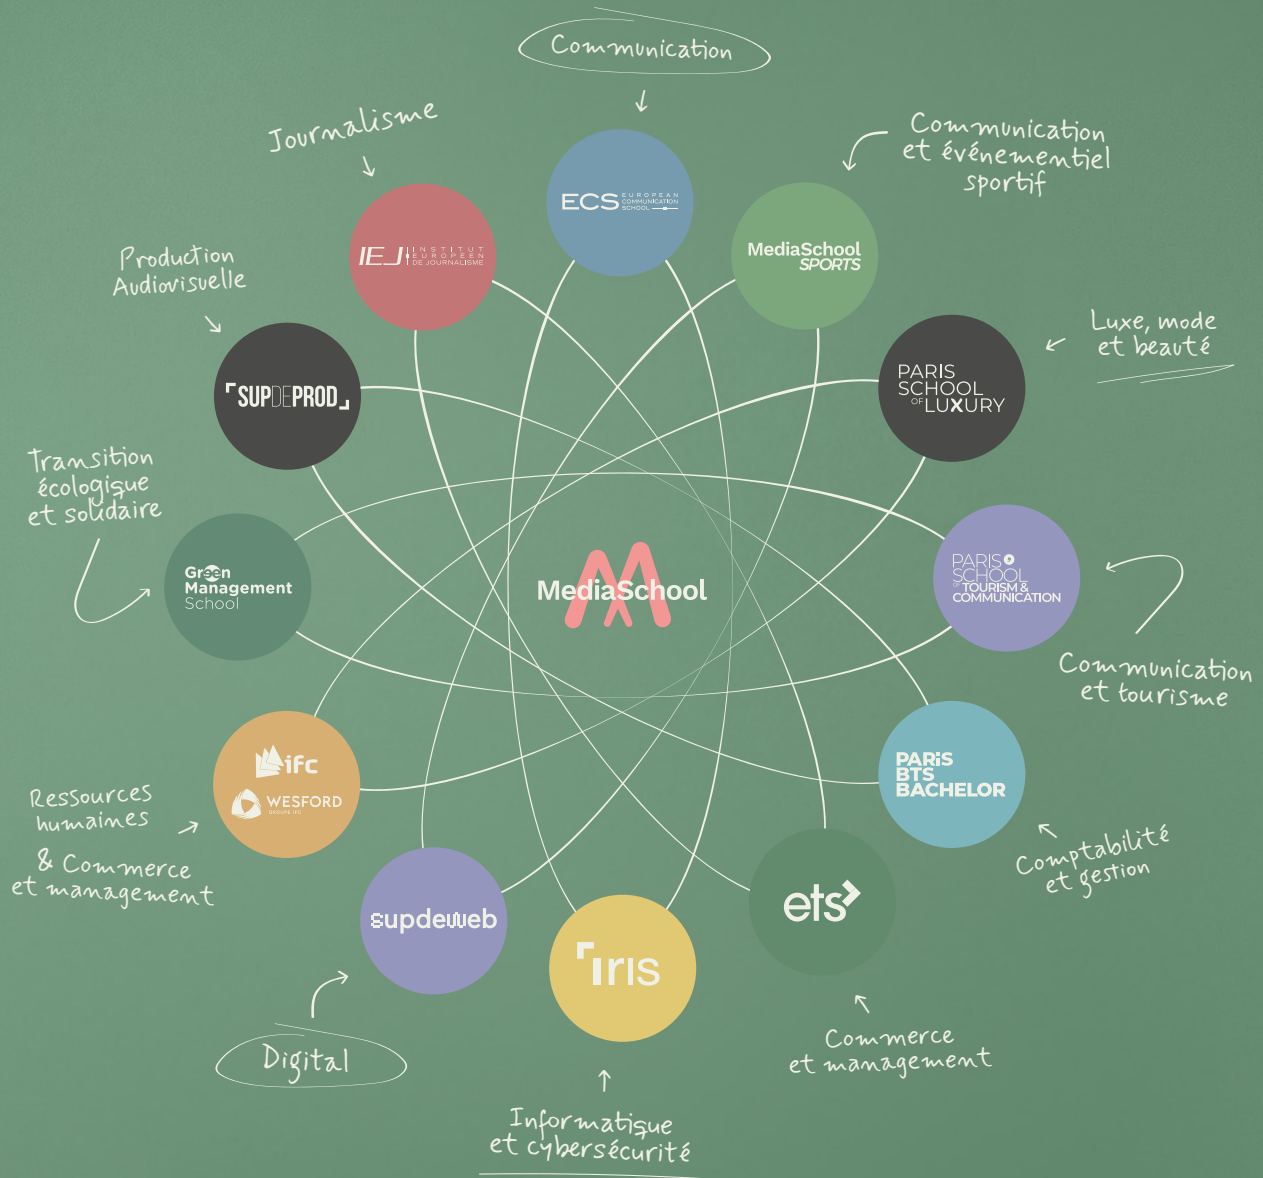 Communication
Journalisme
Communication
et événementiel
sportif
ECS EUROPEAN
COMMUNICATION
SCHOOL
IEJ INSTITUT
EUROPÉEN
DE JOURNALISME
MediaSchool
SPORTS
Production
Audiovisuelle
Luxe, mode
et beauté
SUPDEPROD
PARIS
SCHOOL
OF LUXURY
Transition
écologique
et solidaire
Green
Management
School
MediaSchool
PARIS
SCHOOL
OF TOURISM &
COMMUNICATION
Communication
et tourisme
ifc
WESFORD
GROUPE IFC
PARiS
BTS
BACHELOR
Ressources
humaines
& Commerce
et management
Comptabilité
et gestion
supdeweb
ets
iris
Digital
Commerce
et management
Informatique
et cybersécurité